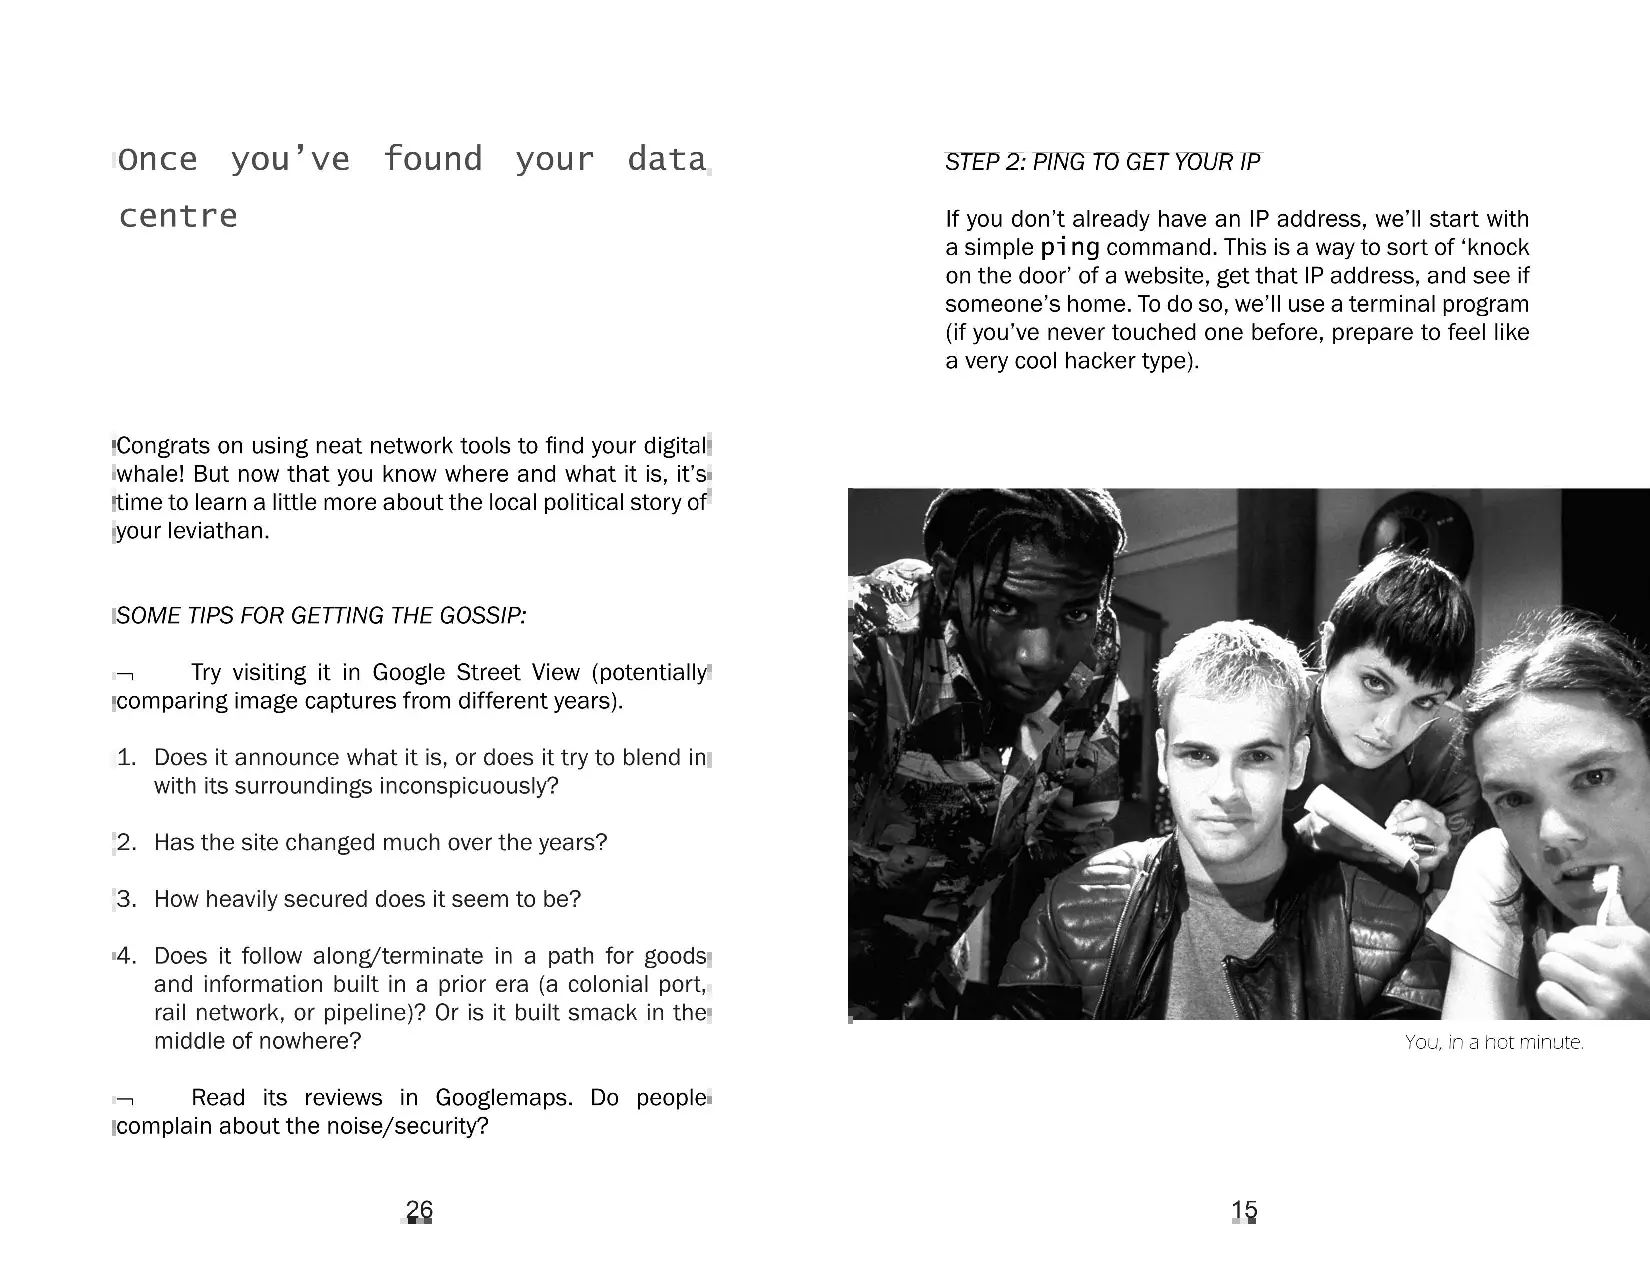 Once you’ve found your data
centre
Congrats on using neat network tools to find your digital
whale! But now that you know where and what it is, it’s
time to learn a little more about the local political story of
your leviathan.
SOME TIPS FOR GETTING THE GOSSIP:
¬ Try visiting it in Google Street View (potentially
comparing image captures from different years).
1. Does it announce what it is, or does it try to blend in
with its surroundings inconspicuously?
2. Has the site changed much over the years?
3. How heavily secured does it seem to be?
4. Does it follow along/terminate in a path for goods
and information built in a prior era (a colonial port,
rail network, or pipeline)? Or is it built smack in the
middle of nowhere?
¬ Read its reviews in Googlemaps. Do people
complain about the noise/security?
26
STEP 2: PING TO GET YOUR IP
If you don’t already have an IP address, we’ll start with
a simple ping command. This is a way to sort of ‘knock
on the door’ of a website, get that IP address, and see if
someone’s home. To do so, we’ll use a terminal program
(if you’ve never touched one before, prepare to feel like
a very cool hacker type).
You, in a hot minute.
15